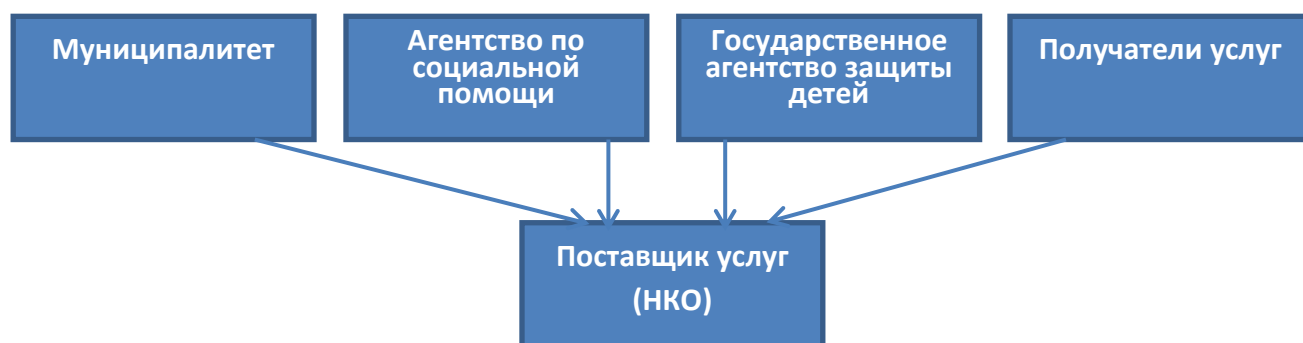 Муниципалитет
Агентство по
социальной
помощи
Государственное
агентство защиты
детей
Получатели услуг
Поставщик услуг
(НКО)